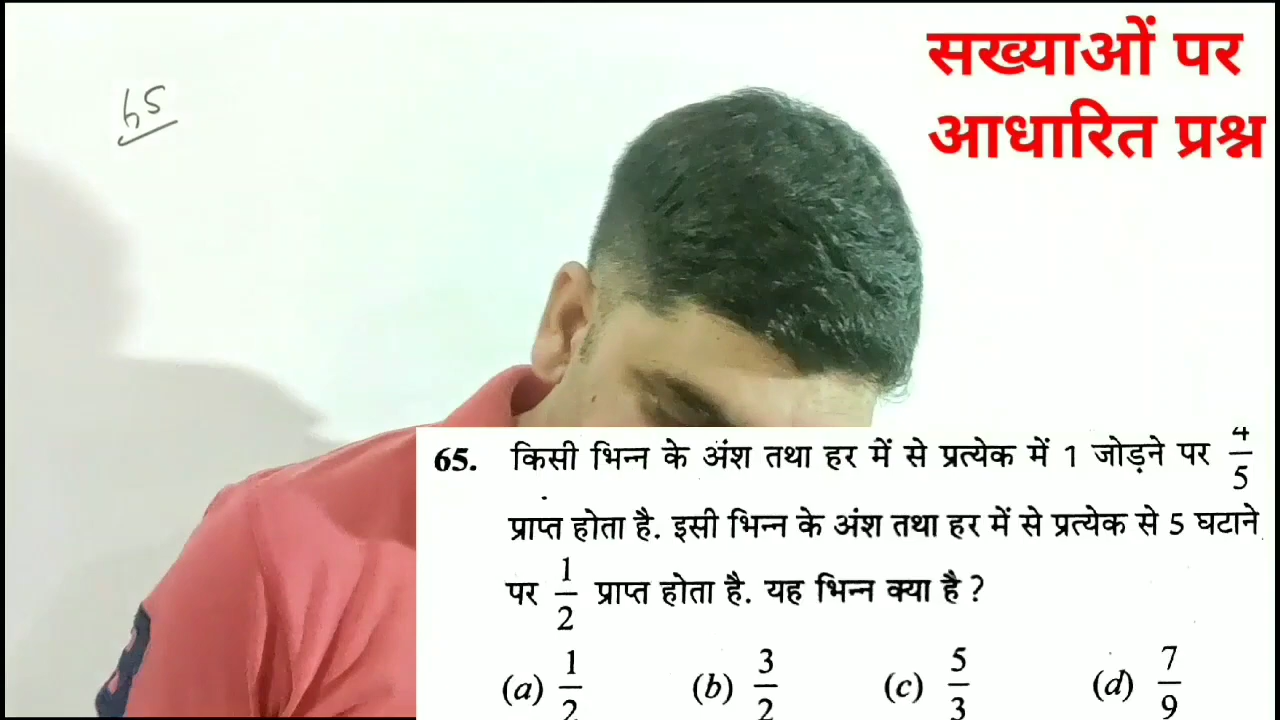 सख्याओं पर
आधारित प्रश्न
65
65. किसी भिन्न के अंश तथा हर में से प्रत्येक में 1 जोड़ने पर 4/5
प्राप्त होता है. इसी भिन्न के अंश तथा हर में से प्रत्येक से 5 घटाने
पर 1/2 प्राप्त होता है. यह भिन्न क्या है ?
(a) 1/2 (b) 3/2 (c) 5/3 (d) 7/9